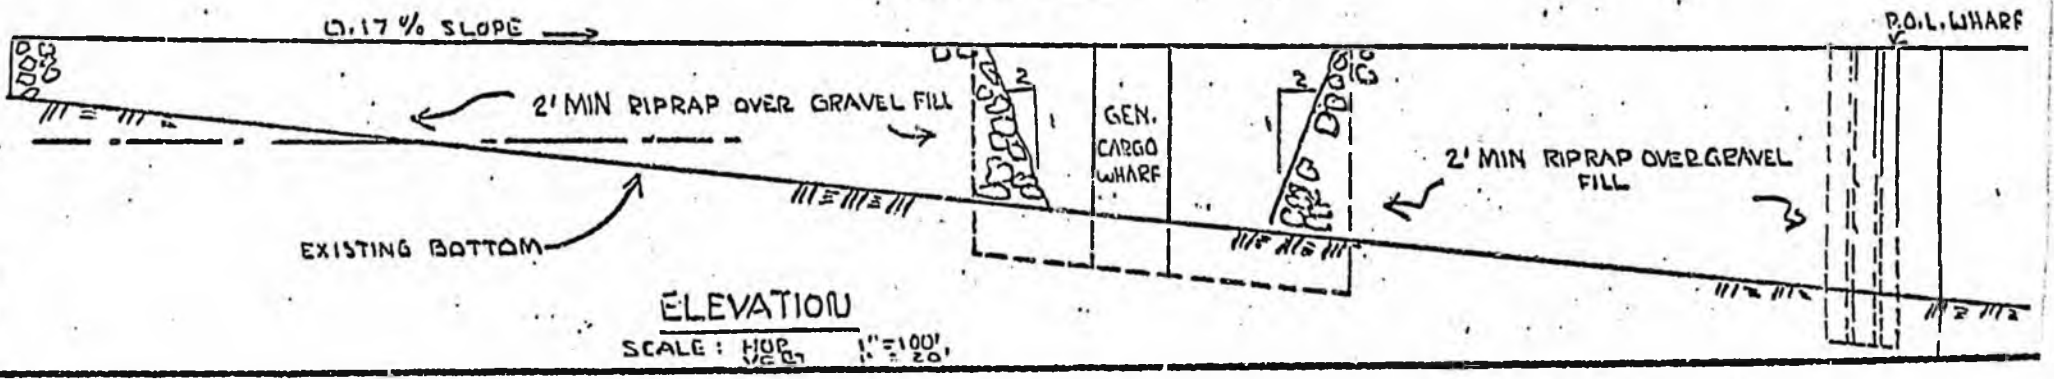 0.17 % SLOPE
P.O.L. WHARF
2' MIN RIPRAP OVER GRAVEL FILL
2
1
GEN.
CARGO
WHARF
2
1
2' MIN RIPRAP OVER GRAVEL
FILL
EXISTING BOTTOM
ELEVATION
SCALE: HOR 1"=100'
VERT 1"=20'